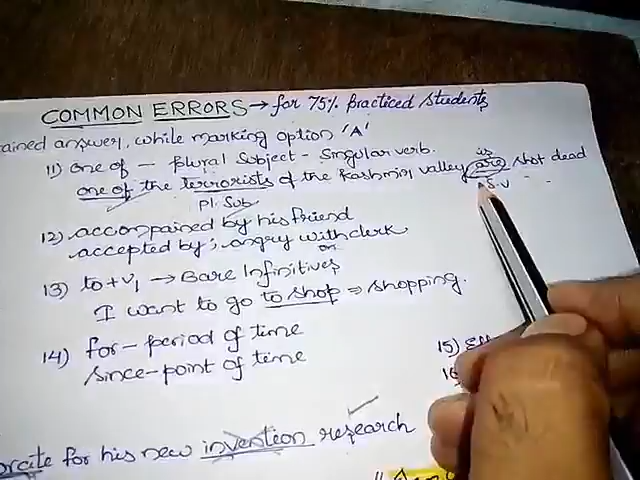 COMMON ERRORS → for 75% Practiced Students
ained answer, while marking option 'A'
11) one of - Plural Subject - Singular verb.
is
one of the terrorists of the Kashmir valley are shot dead
Pl. Sub
S.V
12) accompained by his friend
accepted by; angry with clerk
on
13) to+V1 → Bare Infinitives
I want to go to shop ⇒ shopping.
14) for - period of time
since - point of time
15)
16
for his new invention research